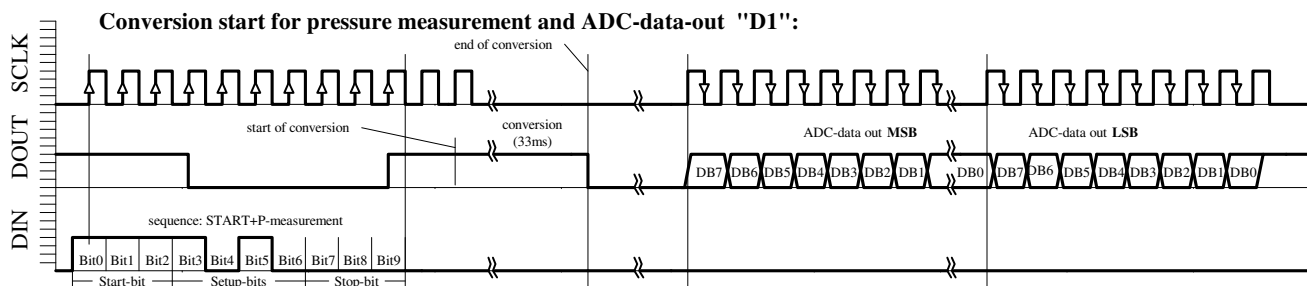 Conversion start for pressure measurement and ADC-data-out "D1":
end of conversion
SCLK
start of conversion
conversion
(33ms)
ADC-data out MSB
ADC-data out LSB
DOUT
DB7 DB6 DB5 DB4 DB3 DB2 DB1 DB0 DB7 DB6 DB5 DB4 DB3 DB2 DB1 DB0
sequence: START+P-measurement
DIN
Bit0 Bit1 Bit2 Bit3 Bit4 Bit5 Bit6 Bit7 Bit8 Bit9
Start-bit Setup-bits Stop-bit